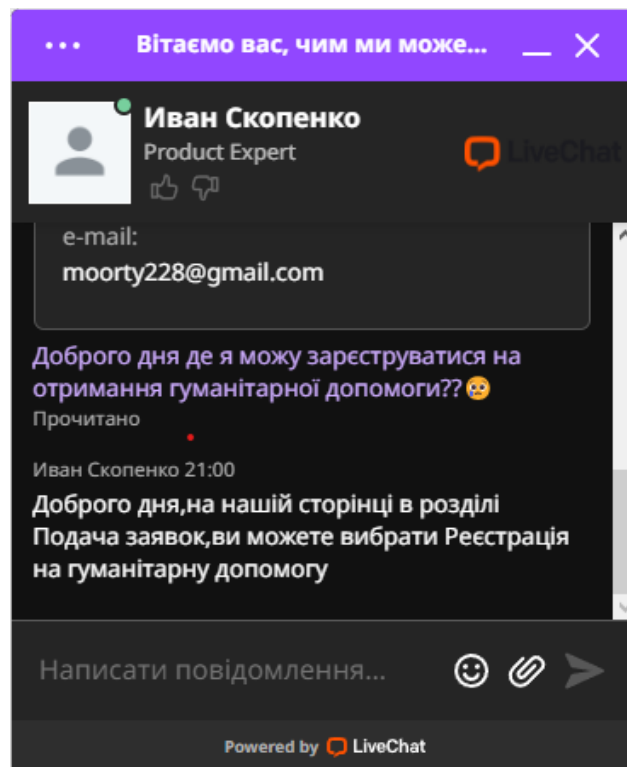 Вітаємо вас, чим ми може...
Иван Скопенко
Product Expert
LiveChat
e-mail:
moorty228@gmail.com
Доброго дня де я можу зарєструватися на
отримання гуманітарної допомоги??😢
Прочитано
Иван Скопенко 21:00
Доброго дня,на нашій сторінці в розділі
Подача заявок,ви можете вибрати Реєстрація
на гуманітарну допомогу
Написати повідомлення...
Powered by LiveChat